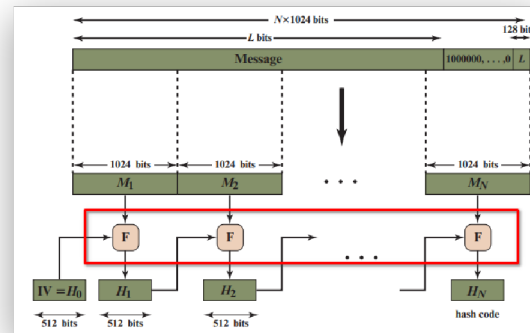 N×1024 bits
L bits
128 bit
Message
1000000, . . . ,0
L
1024 bits
1024 bits
1024 bits
M1
M2
. . .
MN
F
F
F
. . .
IV = H0
H1
H2
HN
512 bits
512 bits
512 bits
hash code